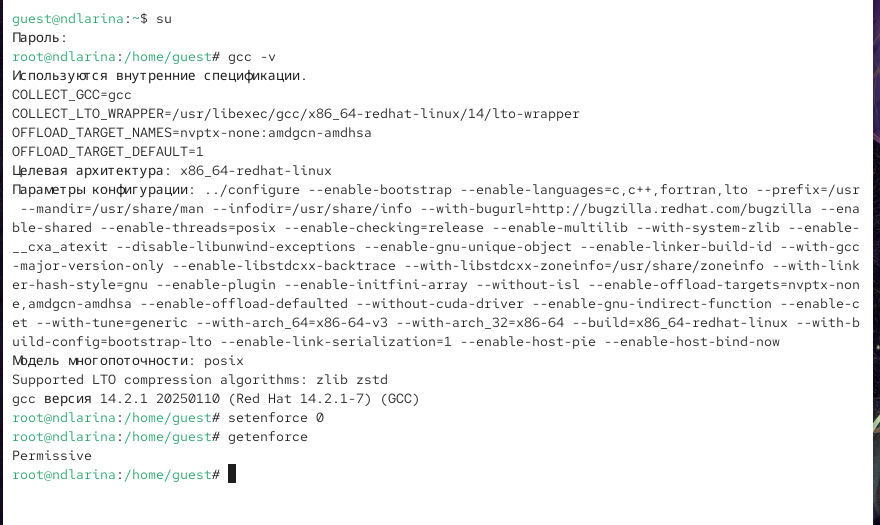 guest@ndlarina:~$ su
Пароль:
root@ndlarina:/home/guest# gcc -v
Используются внутренние спецификации.
COLLECT_GCC=gcc
COLLECT_LTO_WRAPPER=/usr/libexec/gcc/x86_64-redhat-linux/14/lto-wrapper
OFFLOAD_TARGET_NAMES=nvptx-none:amdgcn-amdhsa
OFFLOAD_TARGET_DEFAULT=1
Целевая архитектура: x86_64-redhat-linux
Параметры конфигурации: ../configure --enable-bootstrap --enable-languages=c,c++,fortran,lto --prefix=/usr
 --mandir=/usr/share/man --infodir=/usr/share/info --with-bugurl=http://bugzilla.redhat.com/bugzilla --ena
ble-shared --enable-threads=posix --enable-checking=release --enable-multilib --with-system-zlib --enable-
__cxa_atexit --disable-libunwind-exceptions --enable-gnu-unique-object --enable-linker-build-id --with-gcc
-major-version-only --enable-libstdcxx-backtrace --with-libstdcxx-zoneinfo=/usr/share/zoneinfo --with-link
er-hash-style=gnu --enable-plugin --enable-initfini-array --without-isl --enable-offload-targets=nvptx-non
e,amdgcn-amdhsa --enable-offload-defaulted --without-cuda-driver --enable-gnu-indirect-function --enable-c
et --with-tune=generic --with-arch_64=x86-64-v3 --with-arch_32=x86-64 --build=x86_64-redhat-linux --with-b
uild-config=bootstrap-lto --enable-link-serialization=1 --enable-host-pie --enable-host-bind-now
Модель многопоточности: posix
Supported LTO compression algorithms: zlib zstd
gcc версия 14.2.1 20250110 (Red Hat 14.2.1-7) (GCC)
root@ndlarina:/home/guest# setenforce 0
root@ndlarina:/home/guest# getenforce
Permissive
root@ndlarina:/home/guest#